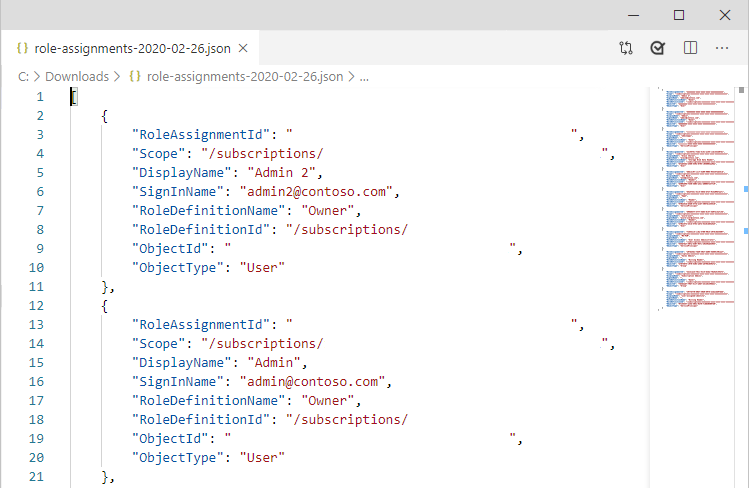 {} role-assignments-2020-02-26.json ×
C: > Downloads > {} role-assignments-2020-02-26.json > ...
1 [
2 {
3 "RoleAssignmentId": " ",
4 "Scope": "/subscriptions/ ",
5 "DisplayName": "Admin 2",
6 "SignInName": "admin2@contoso.com",
7 "RoleDefinitionName": "Owner",
8 "RoleDefinitionId": "/subscriptions/
9 "ObjectId": " ",
10 "ObjectType": "User"
11 },
12 {
13 "RoleAssignmentId": " ",
14 "Scope": "/subscriptions/ ",
15 "DisplayName": "Admin",
16 "SignInName": "admin@contoso.com",
17 "RoleDefinitionName": "Owner",
18 "RoleDefinitionId": "/subscriptions/
19 "ObjectId": " ",
20 "ObjectType": "User"
21 },